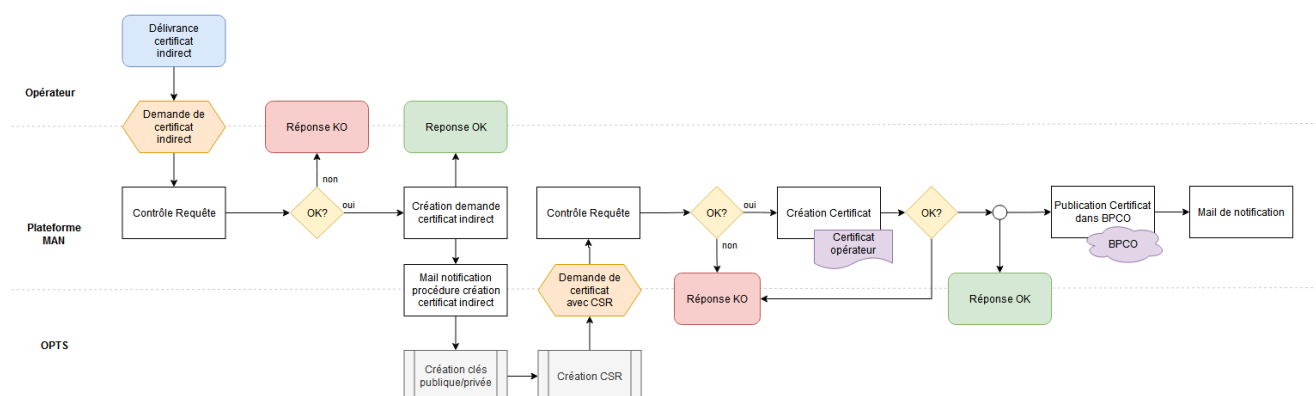 Délivrance
certificat
indirect
Opérateur
Demande de
certificat
indirect
Réponse KO
Reponse OK
non
Plateforme
MAN
Contrôle Requête
OK?
oui
Création demande
certificat indirect
Contrôle Requête
OK?
oui
non
Création Certificat
Certificat
opérateur
OK?
Publication Certificat
dans BPCO
BPCO
Mail de notification
Mail notification
procédure création
certificat indirect
Demande de
certificat
avec CSR
Réponse KO
Réponse OK
OPTS
Création clés
publique/privée
Création CSR